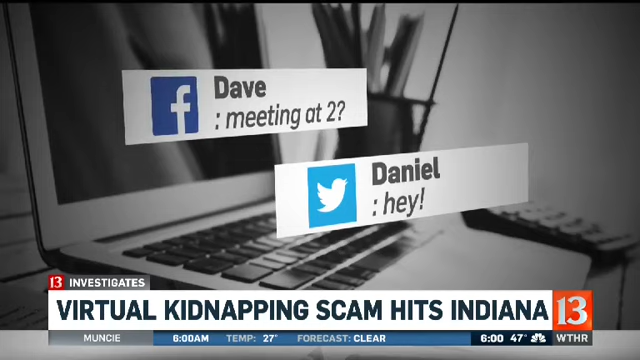 f
Dave
: meeting at 2?
Daniel
: hey!
13 INVESTIGATES
VIRTUAL KIDNAPPING SCAM HITS INDIANA
13
MUNCIE 6:00AM TEMP: 27° FORECAST: CLEAR 6:00 47° WTHR